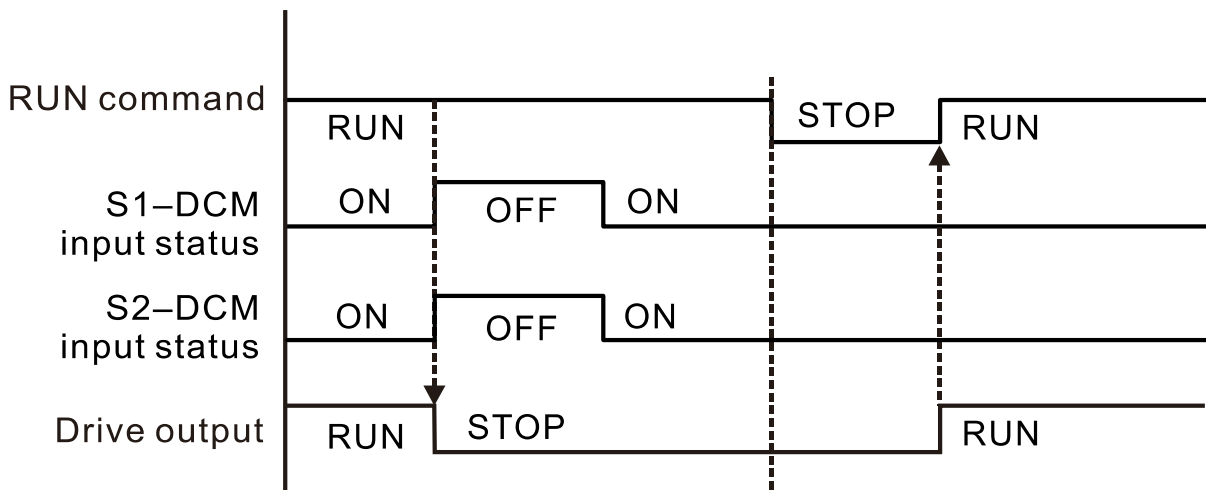 RUN command
RUN
STOP
RUN
S1–DCM
input status
ON
OFF
ON
S2–DCM
input status
ON
OFF
ON
Drive output
RUN
STOP
RUN